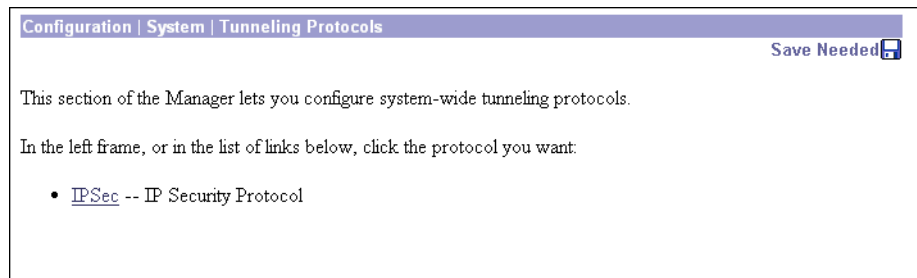 Configuration | System | Tunneling Protocols
Save Needed
This section of the Manager lets you configure system-wide tunneling protocols.
In the left frame, or in the list of links below, click the protocol you want:
• IPSec -- IP Security Protocol